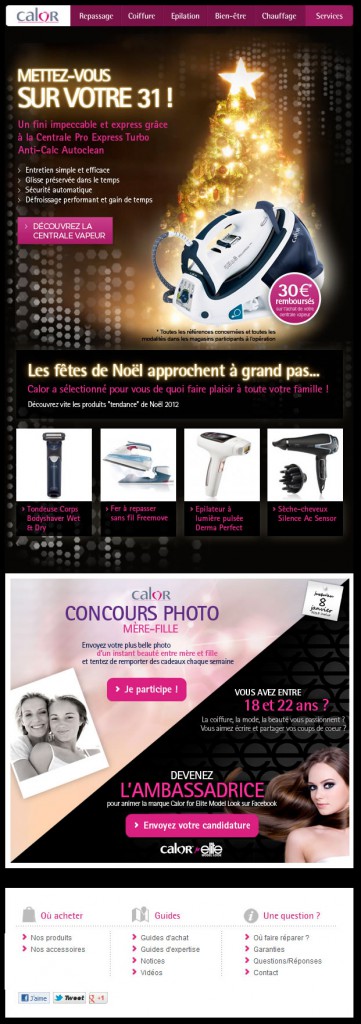 calOR
Repassage Coiffure Epilation Bien-être Chauffage Services
METTEZ-VOUS
SUR VOTRE 31 !
Un fini impeccable et express grâce
à la Centrale Pro Express Turbo
Anti-Calc Autoclean
› Entretien simple et efficace
› Glisse préservée dans le temps
› Sécurité automatique
› Défroissage performant et gain de temps
› DÉCOUVREZ LA
CENTRALE VAPEUR
30€*
remboursés
sur l'achat de votre
centrale vapeur
* Toutes les références concernées et toutes les
modalités dans les magasins participants à l'opération
Les fêtes de Noël approchent à grand pas...
Calor a sélectionné pour vous de quoi faire plaisir à toute votre famille !
Découvrez vite les produits "tendance" de Noël 2012
› Tondeuse Corps
Bodyshaver Wet
& Dry
› Fer à repasser
sans fil Freemove
› Epilateur à
lumière pulsée
Derma Perfect
› Sèche-cheveux
Silence Ac Sensor
calOR
CONCOURS PHOTO
MÈRE-FILLE
Jusqu'au
8
janvier
Envoyez votre plus belle photo
d'un instant beauté entre mère et fille
et tentez de remporter des cadeaux chaque semaine
› Je participe !
VOUS AVEZ ENTRE
18 et 22 ans ?
La coiffure, la mode, la beauté vous passionnent ?
Vous aimez écrire et partager vos coups de coeur ?
DEVENEZ
L'AMBASSADRICE
pour animer la marque Calor for Elite Model Look sur Facebook
› Envoyez votre candidature
calOR elite
Où acheter
› Nos produits
› Nos accessoires
Guides
› Guides d'achat
› Guides d'expertise
› Notices
› Vidéos
Une question ?
› Où faire réparer ?
› Garanties
› Questions/Réponses
› Contact
J'aime Tweet +1